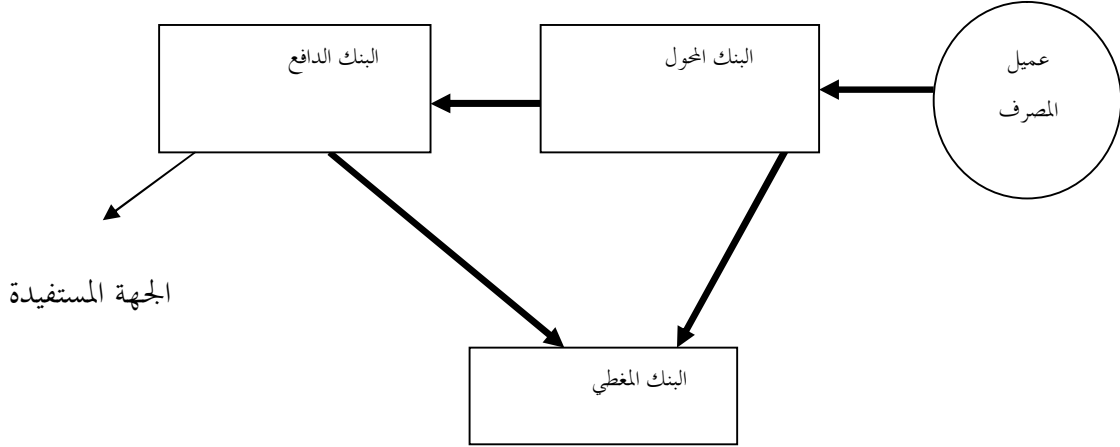 عميل
المصرف
البنك المحول
البنك الدافع
الجهة المستفيدة
البنك المغطي